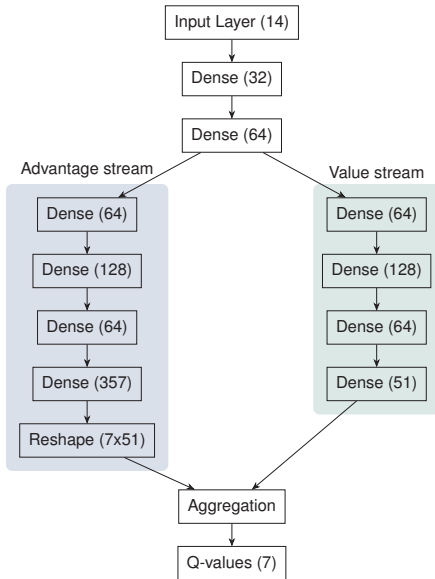 Input Layer (14)
Dense (32)
Dense (64)
Advantage stream
Dense (64)
Dense (128)
Dense (64)
Dense (357)
Reshape (7x51)
Value stream
Dense (64)
Dense (128)
Dense (64)
Dense (51)
Aggregation
Q-values (7)